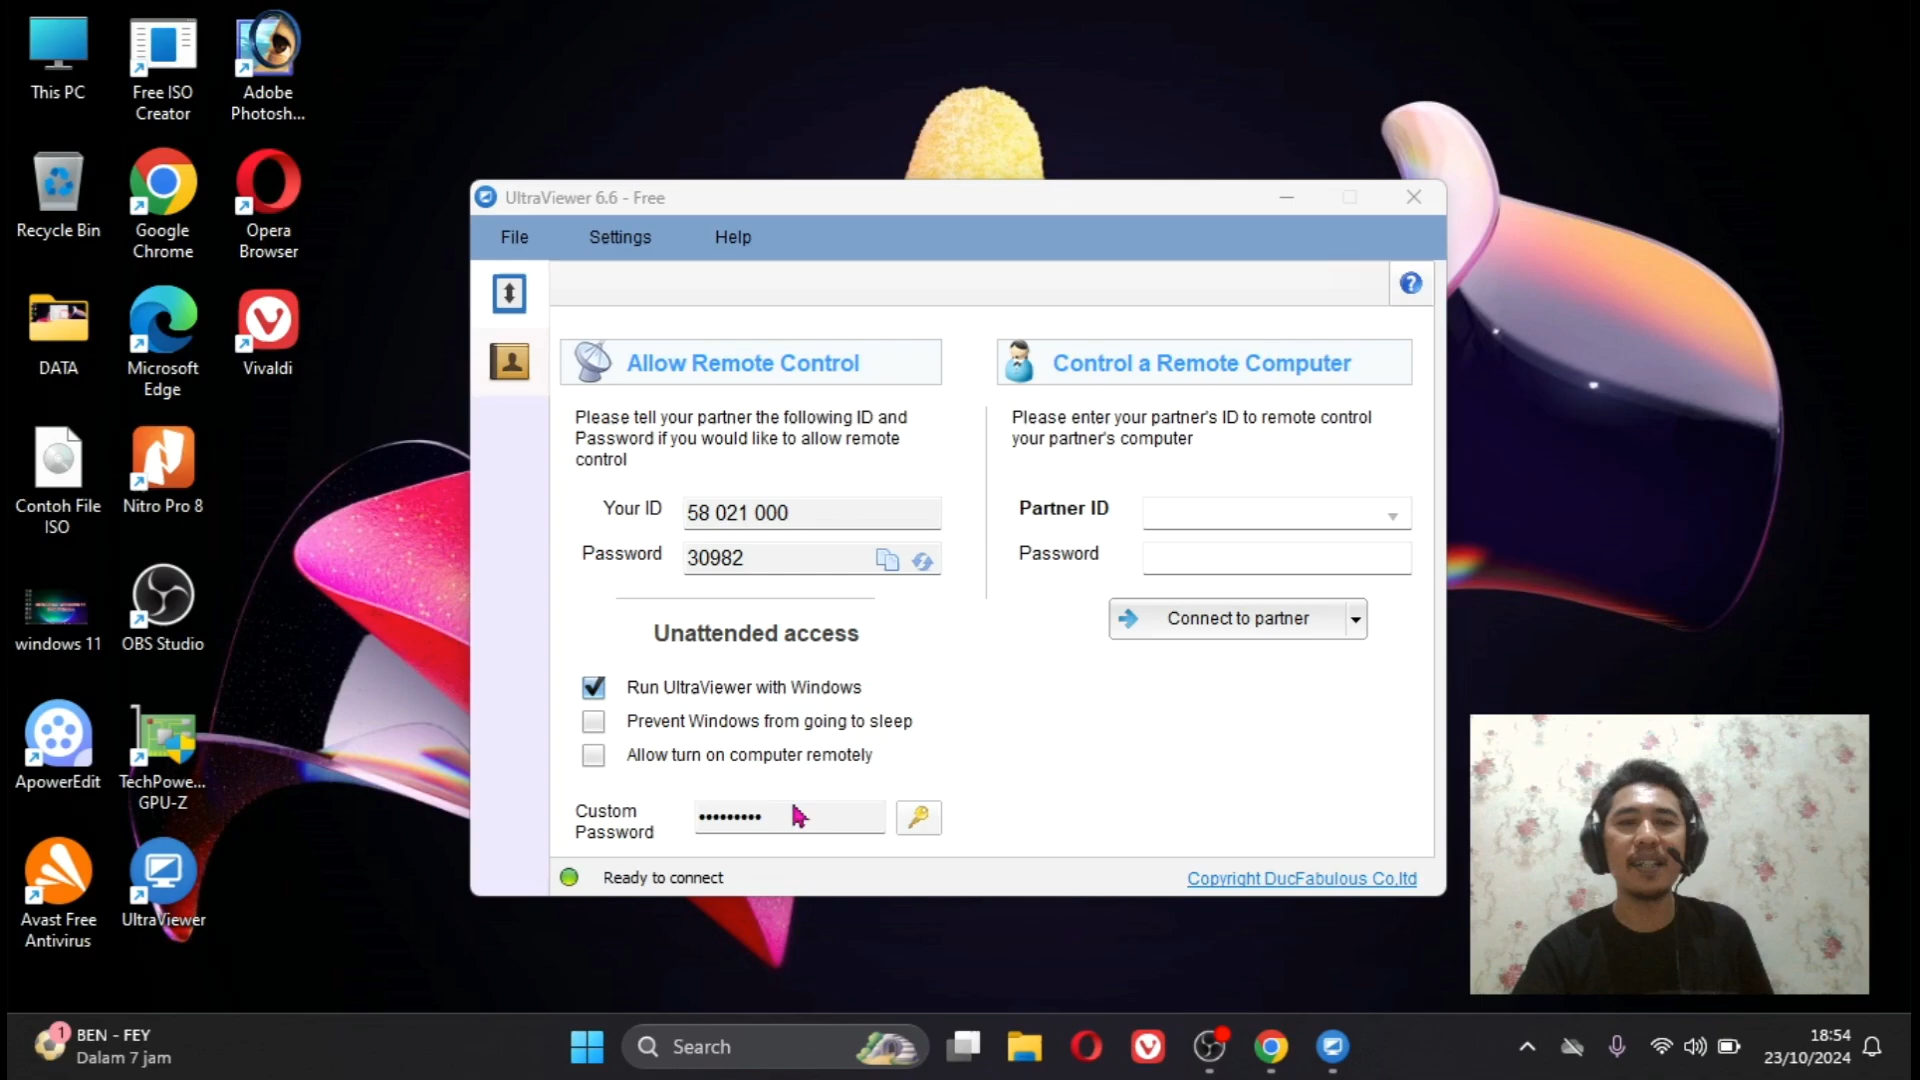 This PC
Free ISO
Creator
Adobe
Photosh...
Recycle Bin
Google
Chrome
Opera
Browser
DATA
Microsoft
Edge
Vivaldi
Contoh File
ISO
Nitro Pro 8
windows 11
OBS Studio
ApowerEdit
TechPowe...
GPU-Z
Avast Free
Antivirus
UltraViewer
UltraViewer 6.6 - Free
File
Settings
Help
Allow Remote Control
Please tell your partner the following ID and
Password if you would like to allow remote
control
Your ID
58 021 000
Password
30982
Unattended access
Run UltraViewer with Windows
Prevent Windows from going to sleep
Allow turn on computer remotely
Custom
Password
•••••••••
Control a Remote Computer
Please enter your partner's ID to remote control
your partner's computer
Partner ID
Password
Connect to partner
Ready to connect
Copyright DucFabulous Co,ltd
1
BEN - FEY
Dalam 7 jam
Search
18:54
23/10/2024